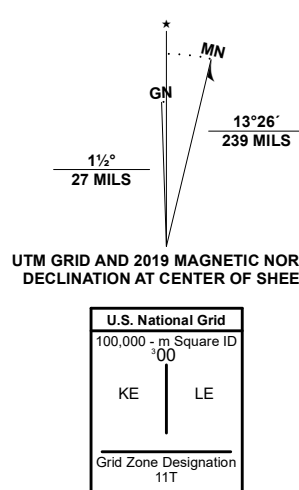 ★
MN
GN
13°26´
239 MILS
1½°
27 MILS
UTM GRID AND 2019 MAGNETIC NOR
DECLINATION AT CENTER OF SHEE
U.S. National Grid
100,000 - m Square ID
³00
KE LE
Grid Zone Designation
11T